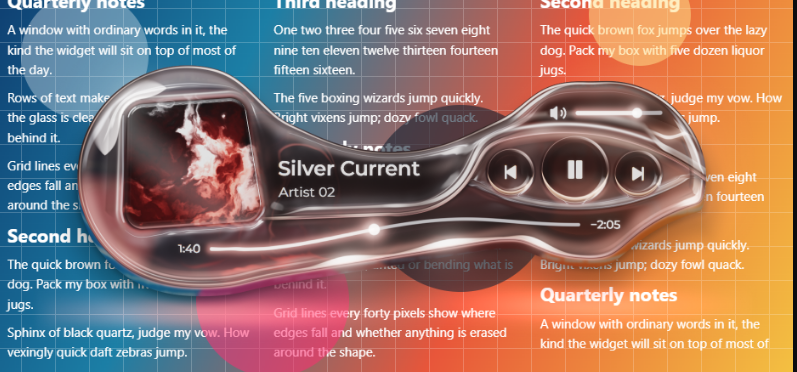 Quarterly notes
A window with ordinary words in it, the
kind the widget will sit on top of most of
the day.
Rows of text make
the glass is clea
behind it.
Grid lines ev
edges fall an
around the s
Second h
The quick brown fo
dog. Pack my box with
jugs.
Sphinx of black quartz, judge my vow. How
vexingly quick daft zebras jump.
Third heading
One two three four five six seven eight
nine ten eleven twelve thirteen fourteen
fifteen sixteen.
The five boxing wizards jump quickly.
Bright vixens jump; dozy fowl quack.
ly notes
or bending what is
behind it.
Grid lines every forty pixels show where
edges fall and whether anything is erased
around the shape.
Second heading
The quick brown fox jumps over the lazy
dog. Pack my box with five dozen liquor
jugs.
judge my vow. How
jump.
ven eight
n fourteen
wizards jump quickly.
Bright vixens jump; dozy fowl quack.
Quarterly notes
A window with ordinary words in it, the
kind the widget will sit on top of most of
Silver Current
Artist 02
1:40
−2:05